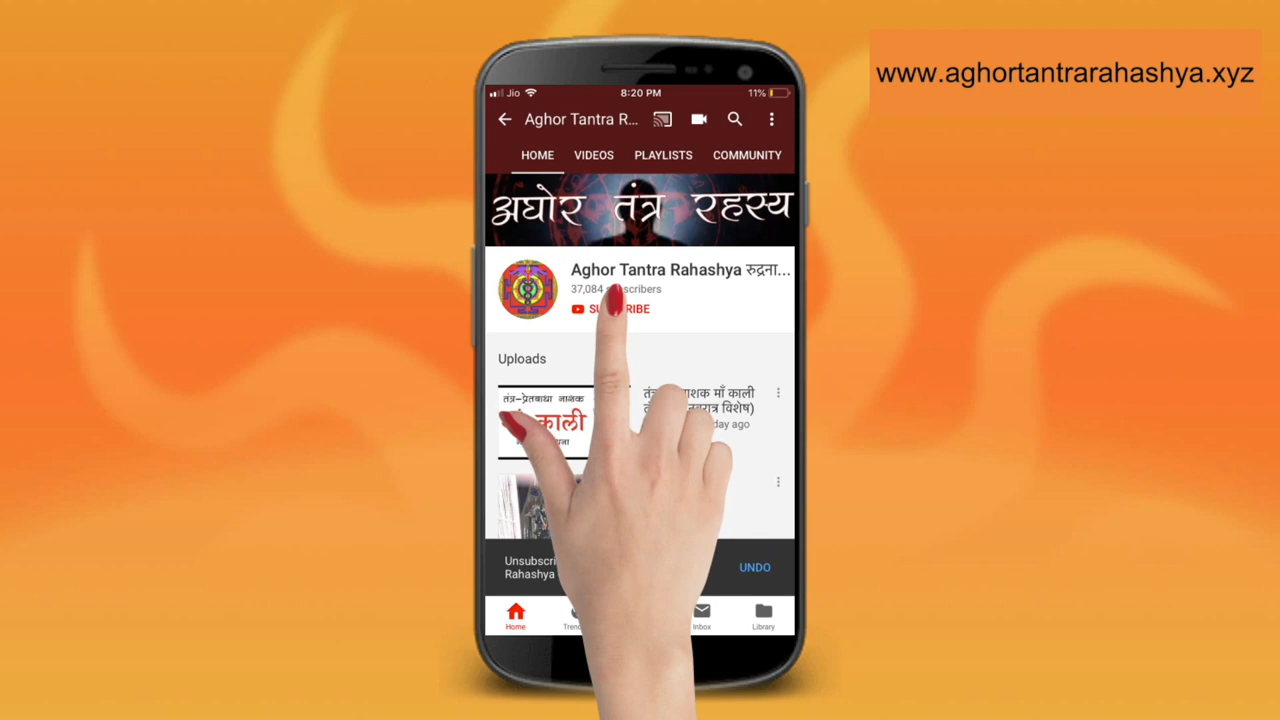 www.aghortantrarahashya.xyz
Jio 8:20 PM 11%
Aghor Tantra R...
HOME VIDEOS PLAYLISTS COMMUNITY
अघोर तंत्र रहस्य
Aghor Tantra Rahashya रुद्रना...
37,084
Uploads
तंत्र-प्रेतबाधा नाशक
काली
माँ काली
विशेष)
day ago
Rahashya
UNDO
Home Inbox Library